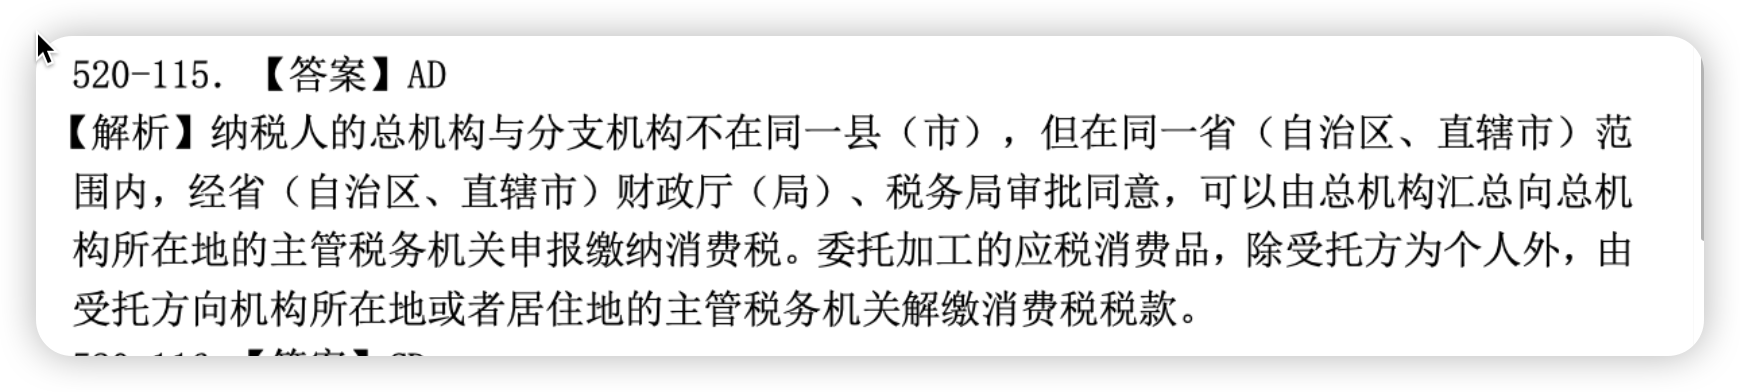 520-115. 【答案】AD
【解析】纳税人的总机构与分支机构不在同一县（市），但在同一省（自治区、直辖市）范
围内，经省（自治区、直辖市）财政厅（局）、税务局审批同意，可以由总机构汇总向总机
构所在地的主管税务机关申报缴纳消费税。委托加工的应税消费品，除受托方为个人外，由
受托方向机构所在地或者居住地的主管税务机关解缴消费税税款。